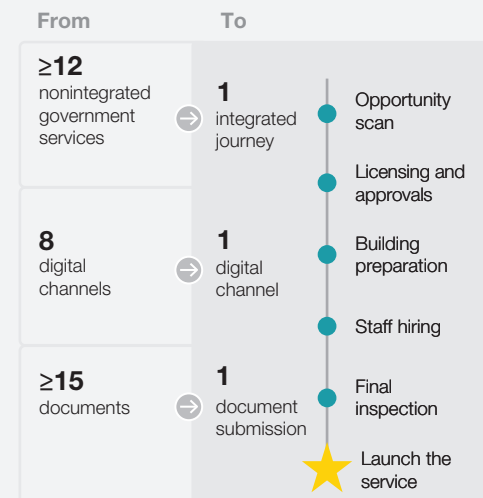 From
To
≥12
nonintegrated
government
services
1
integrated
journey
8
digital
channels
1
digital
channel
≥15
documents
1
document
submission
Opportunity
scan
Licensing and
approvals
Building
preparation
Staff hiring
Final
inspection
Launch the
service